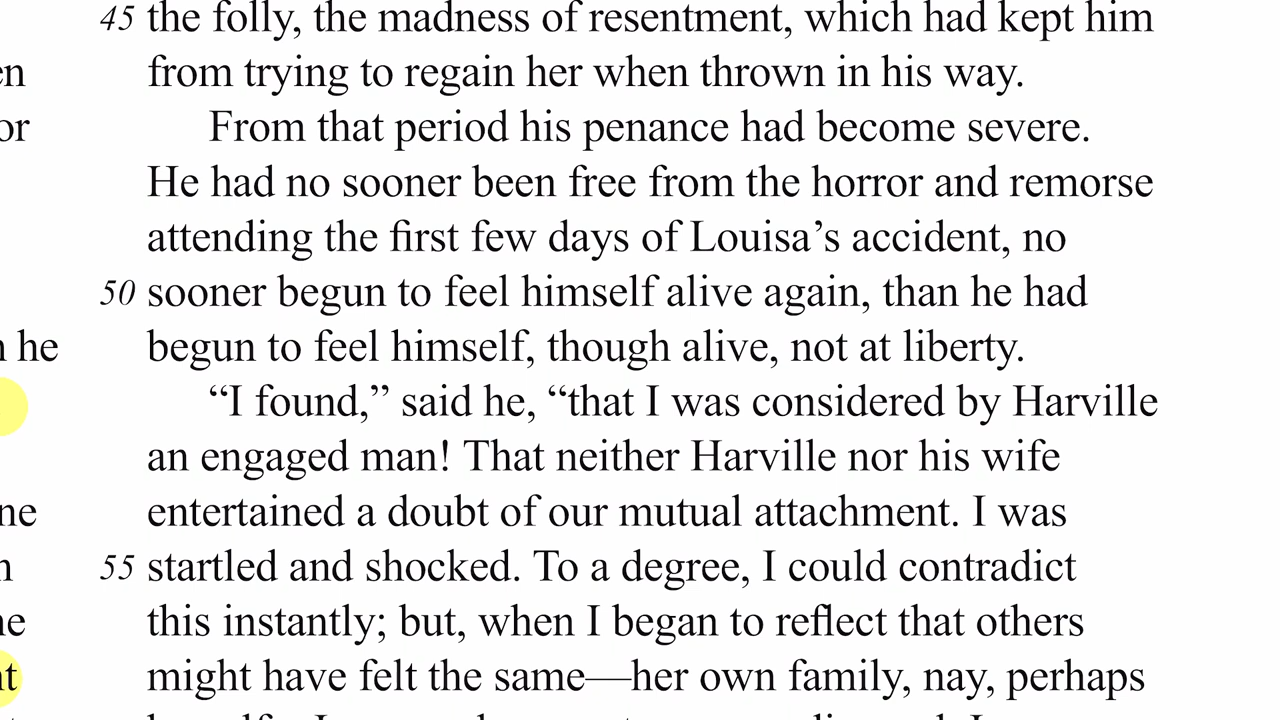 45 the folly, the madness of resentment, which had kept him
from trying to regain her when thrown in his way.
From that period his penance had become severe.
He had no sooner been free from the horror and remorse
attending the first few days of Louisa’s accident, no
50 sooner begun to feel himself alive again, than he had
begun to feel himself, though alive, not at liberty.
“I found,” said he, “that I was considered by Harville
an engaged man! That neither Harville nor his wife
entertained a doubt of our mutual attachment. I was
55 startled and shocked. To a degree, I could contradict
this instantly; but, when I began to reflect that others
might have felt the same—her own family, nay, perhaps